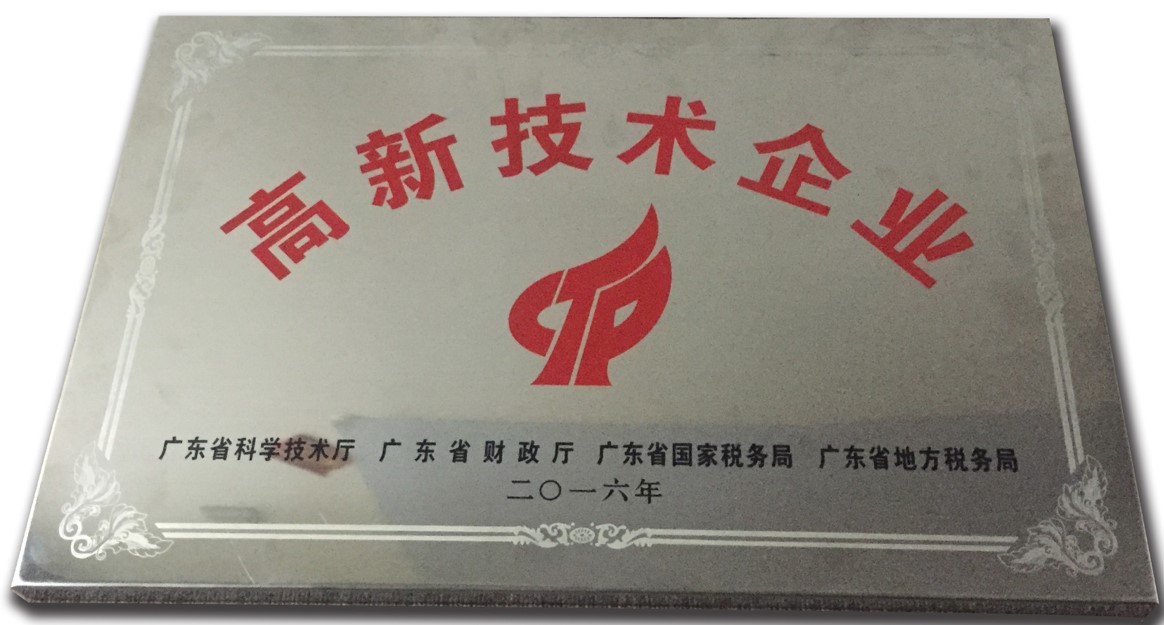 高新技术企业
广东省科学技术厅 广东省财政厅 广东省国家税务局 广东省地方税务局
二〇一六年